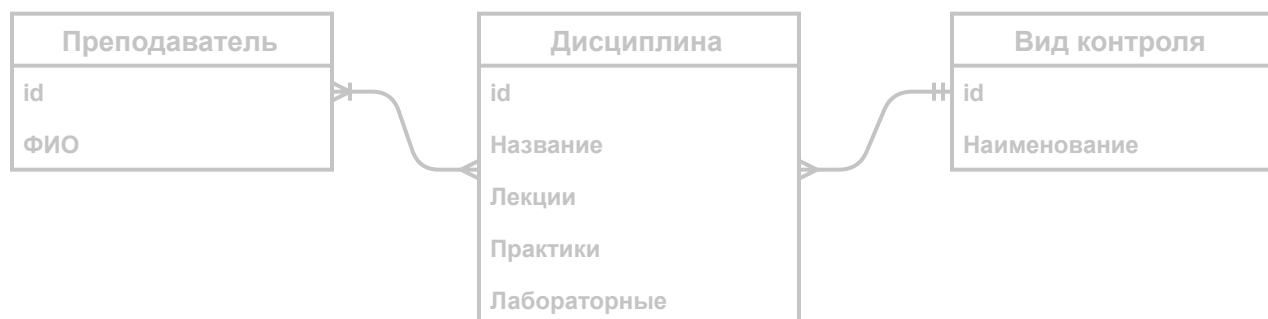 Преподаватель
id
ФИО
Дисциплина
id
Название
Лекции
Практики
Лабораторные
Вид контроля
id
Наименование